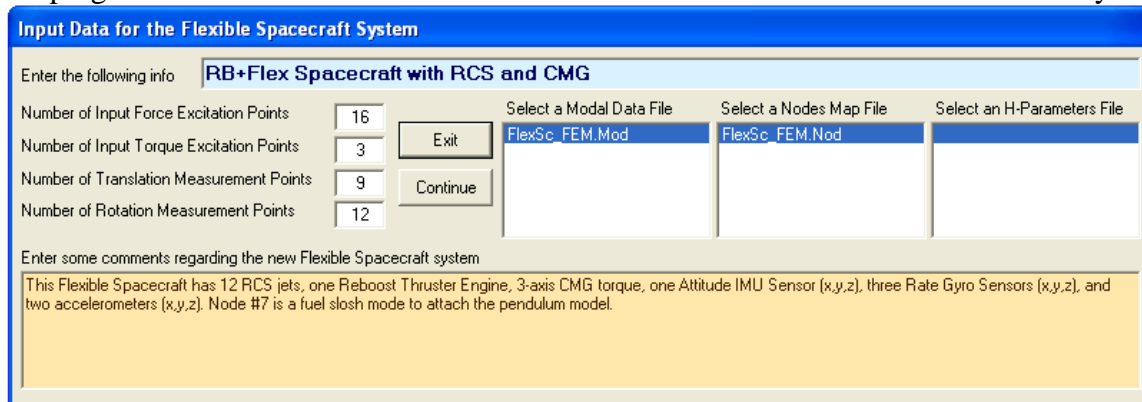 Input Data for the Flexible Spacecraft System
Enter the following info RB+Flex Spacecraft with RCS and CMG
Number of Input Force Excitation Points 16
Number of Input Torque Excitation Points 3
Number of Translation Measurement Points 9
Number of Rotation Measurement Points 12
Exit
Continue
Select a Modal Data File
FlexSc_FEM.Mod
Select a Nodes Map File
FlexSc_FEM.Nod
Select an H-Parameters File
Enter some comments regarding the new Flexible Spacecraft system
This Flexible Spacecraft has 12 RCS jets, one Reboost Thruster Engine, 3-axis CMG torque, one Attitude IMU Sensor (x,y,z), three Rate Gyro Sensors (x,y,z), and
two accelerometers (x,y,z). Node #7 is a fuel slosh mode to attach the pendulum model.